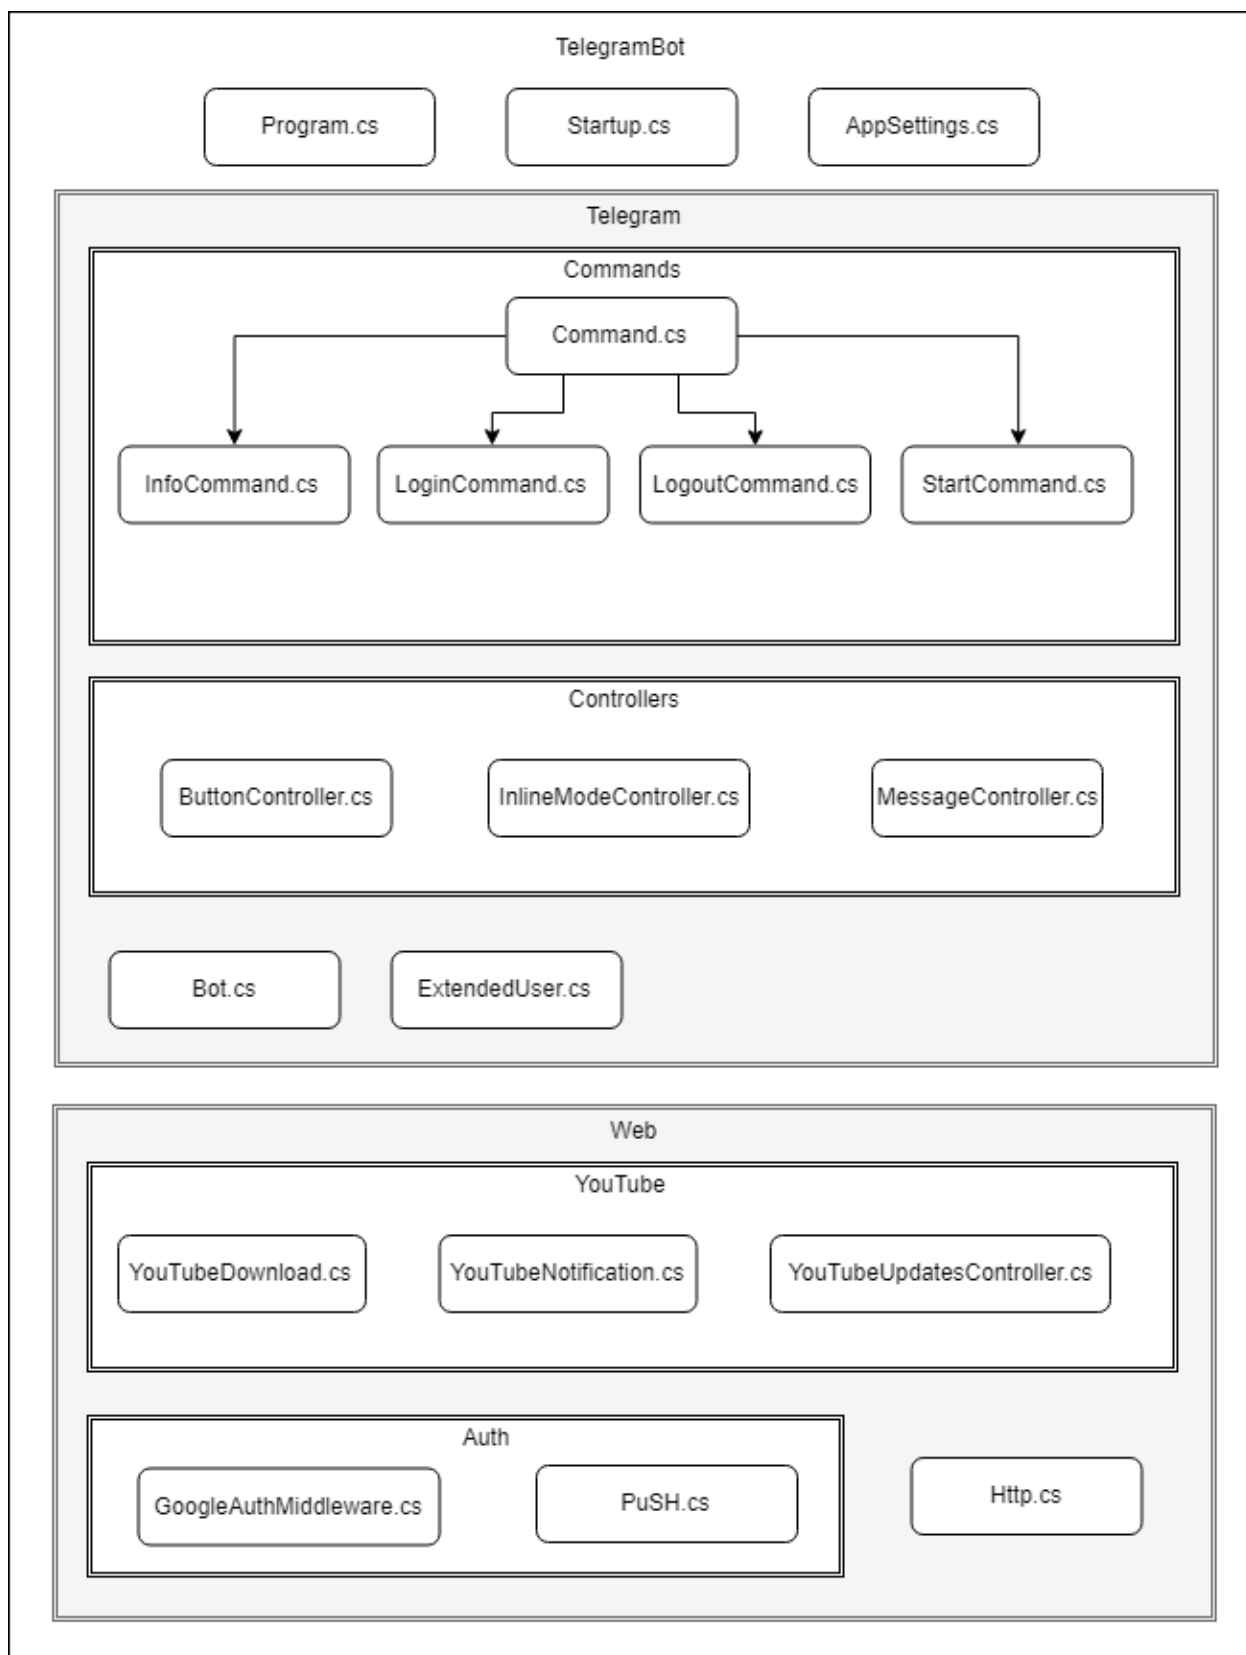 TelegramBot
Program.cs
Startup.cs
AppSettings.cs
Telegram
Commands
Command.cs
InfoCommand.cs
LoginCommand.cs
LogoutCommand.cs
StartCommand.cs
Controllers
ButtonController.cs
InlineModeController.cs
MessageController.cs
Bot.cs
ExtendedUser.cs
Web
YouTube
YouTubeDownload.cs
YouTubeNotification.cs
YouTubeUpdatesController.cs
Auth
GoogleAuthMiddleware.cs
PuSH.cs
Http.cs